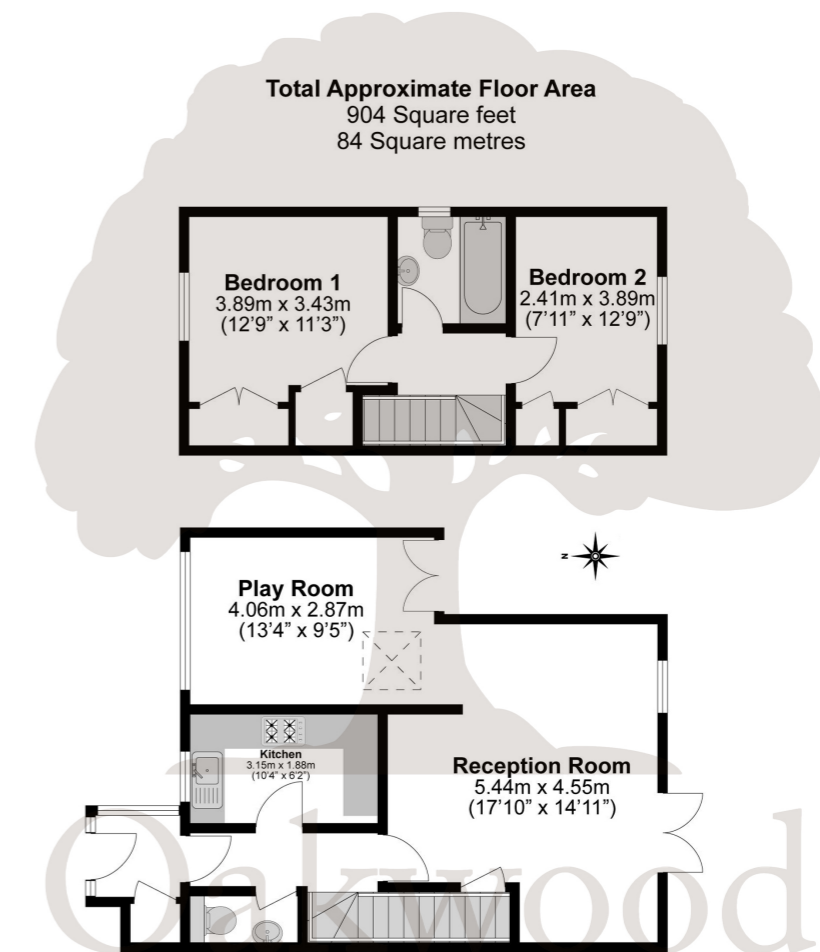 Total Approximate Floor Area
904 Square feet
84 Square metres
Bedroom 1
3.89m x 3.43m
(12’9” x 11’3”)
Bedroom 2
2.41m x 3.89m
(7’11” x 12’9”)
N
Play Room
4.06m x 2.87m
(13’4” x 9’5”)
Kitchen
3.15m x 1.88m
(10’4” x 6’2”)
Reception Room
5.44m x 4.55m
(17’10” x 14’11”)
Oakwood